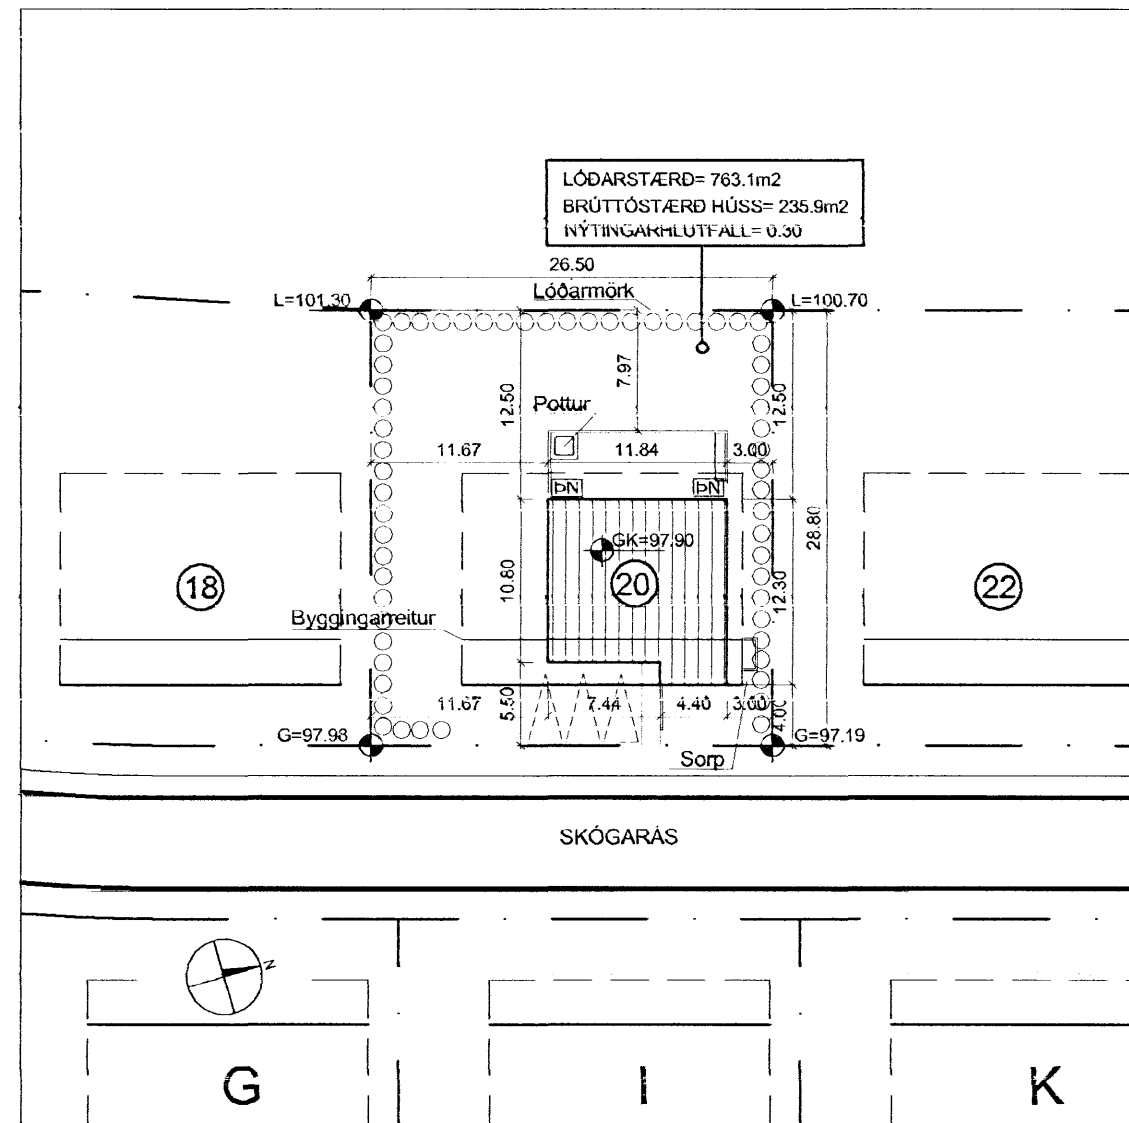 LÓÐARSTÆRÐ= 763.1m2
BRÚTTÓSTÆRÐ HÚSS= 235.9m2
NÝTINGARHLUTFALL= 0.30
26.50
L=101.30
Lóðarmörk
L=100.70
7.97
12.50
12.50
Pottur
11.67
11.84
3.00
ÞN
ÞN
28.80
GK=97.90
18
20
22
10.80
12.30
Byggingarreitur
11.67
5.50
7.44
4.40
3.00
4.00
G=97.98
G=97.19
Sorp
SKÓGARÁS
N
G
I
K